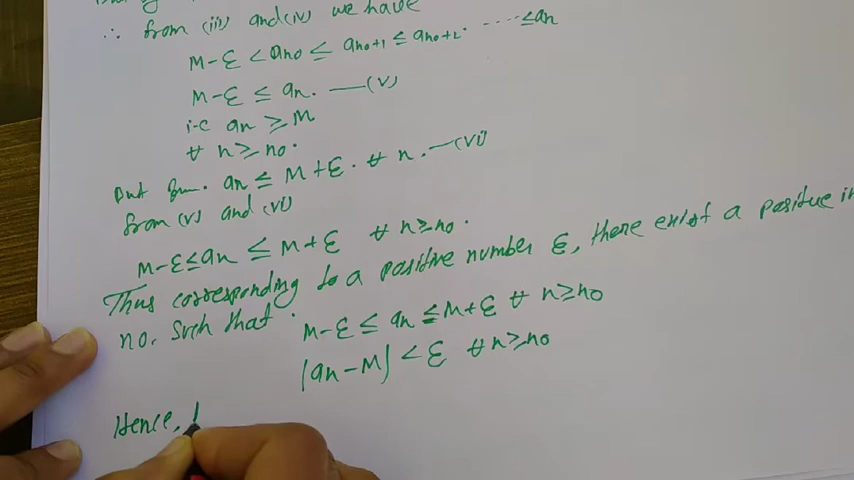 ∴ from (iii) and (iv) we have
M-ε < an₀ ≤ an₀+1 ≤ an₀+2 ..... ≤ an
M-ε ≤ an. —(v)
i-e an ≥ M
∀ n ≥ n₀.
But an ≤ M+ε. ∀ n. —(vi)
from (v) and (vi)
M-ε ≤ an ≤ M+ε ∀ n ≥ n₀.
Thus corresponding to a positive number ε, there exist a positive in
n₀, such that
M-ε ≤ an ≤ M+ε ∀ n ≥ n₀
|an-M| < ε ∀ n ≥ n₀
Hence,